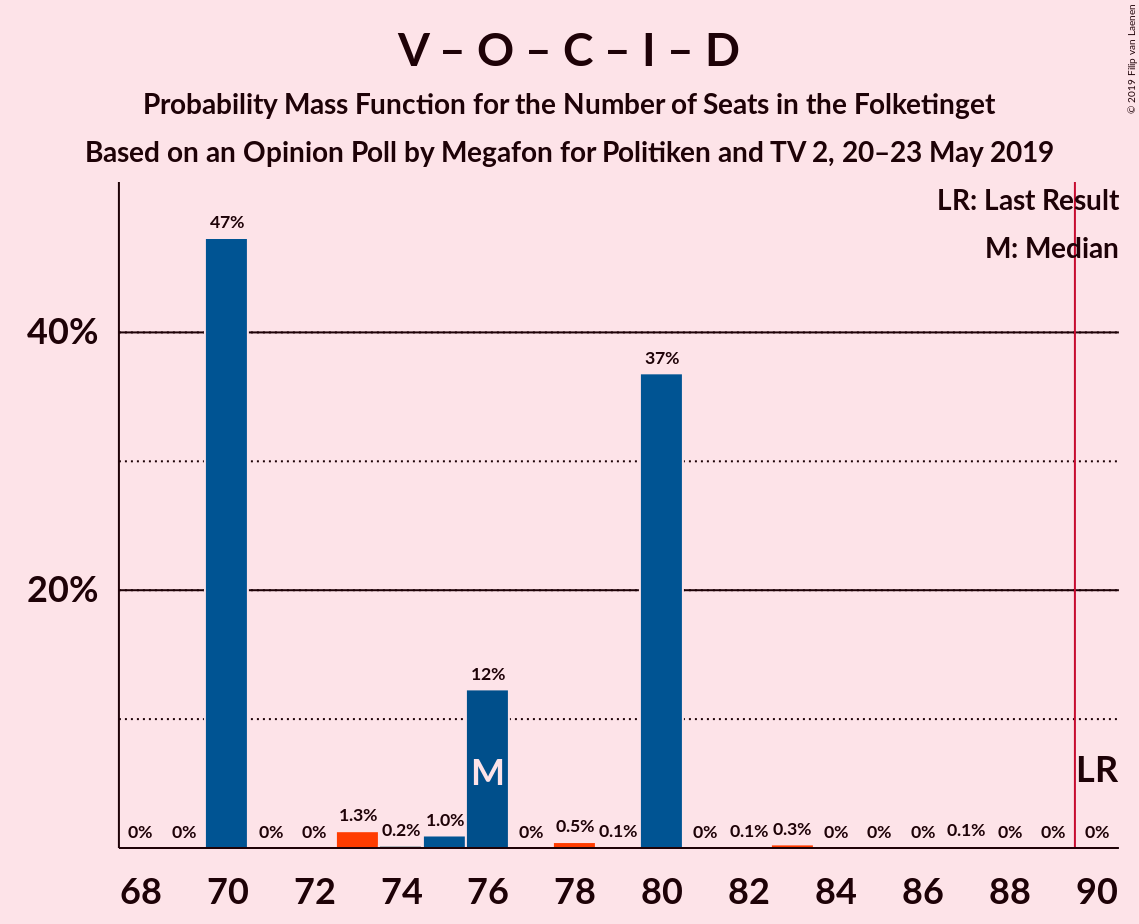 V – O – C – I – D
Probability Mass Function for the Number of Seats in the Folketinget
Based on an Opinion Poll by Megafon for Politiken and TV 2, 20–23 May 2019
© 2019 Filip van Laenen
LR: Last Result
M: Median
47%
40%
37%
20%
12%
M
LR
0% 0% 0% 0% 1.3% 0.2% 1.0% 0% 0.5% 0.1% 0% 0.1% 0.3% 0% 0% 0% 0.1% 0% 0% 0%
68 70 72 74 76 78 80 82 84 86 88 90